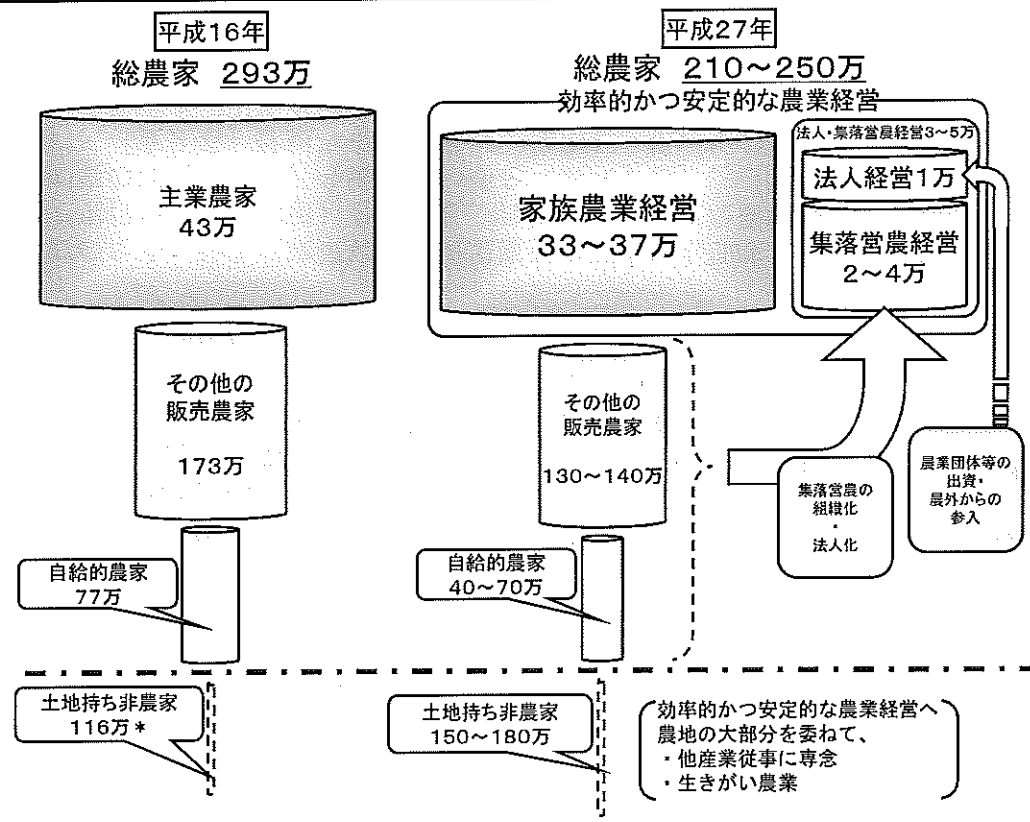 平成16年
総農家 293万
主業農家
43万
その他の
販売農家
173万
自給的農家
77万
土地持ち非農家
116万*
平成27年
総農家 210～250万
効率的かつ安定的な農業経営
家族農業経営
33～37万
法人・集落営農経営3～5万
法人経営1万
集落営農経営
2～4万
その他の
販売農家
130～140万
自給的農家
40～70万
集落営農の
組織化
・
法人化
農業団体等の
出資・
農外からの
参入
土地持ち非農家
150～180万
効率的かつ安定的な農業経営へ
農地の大部分を委ねて、
・他産業従事に専念
・生きがい農業